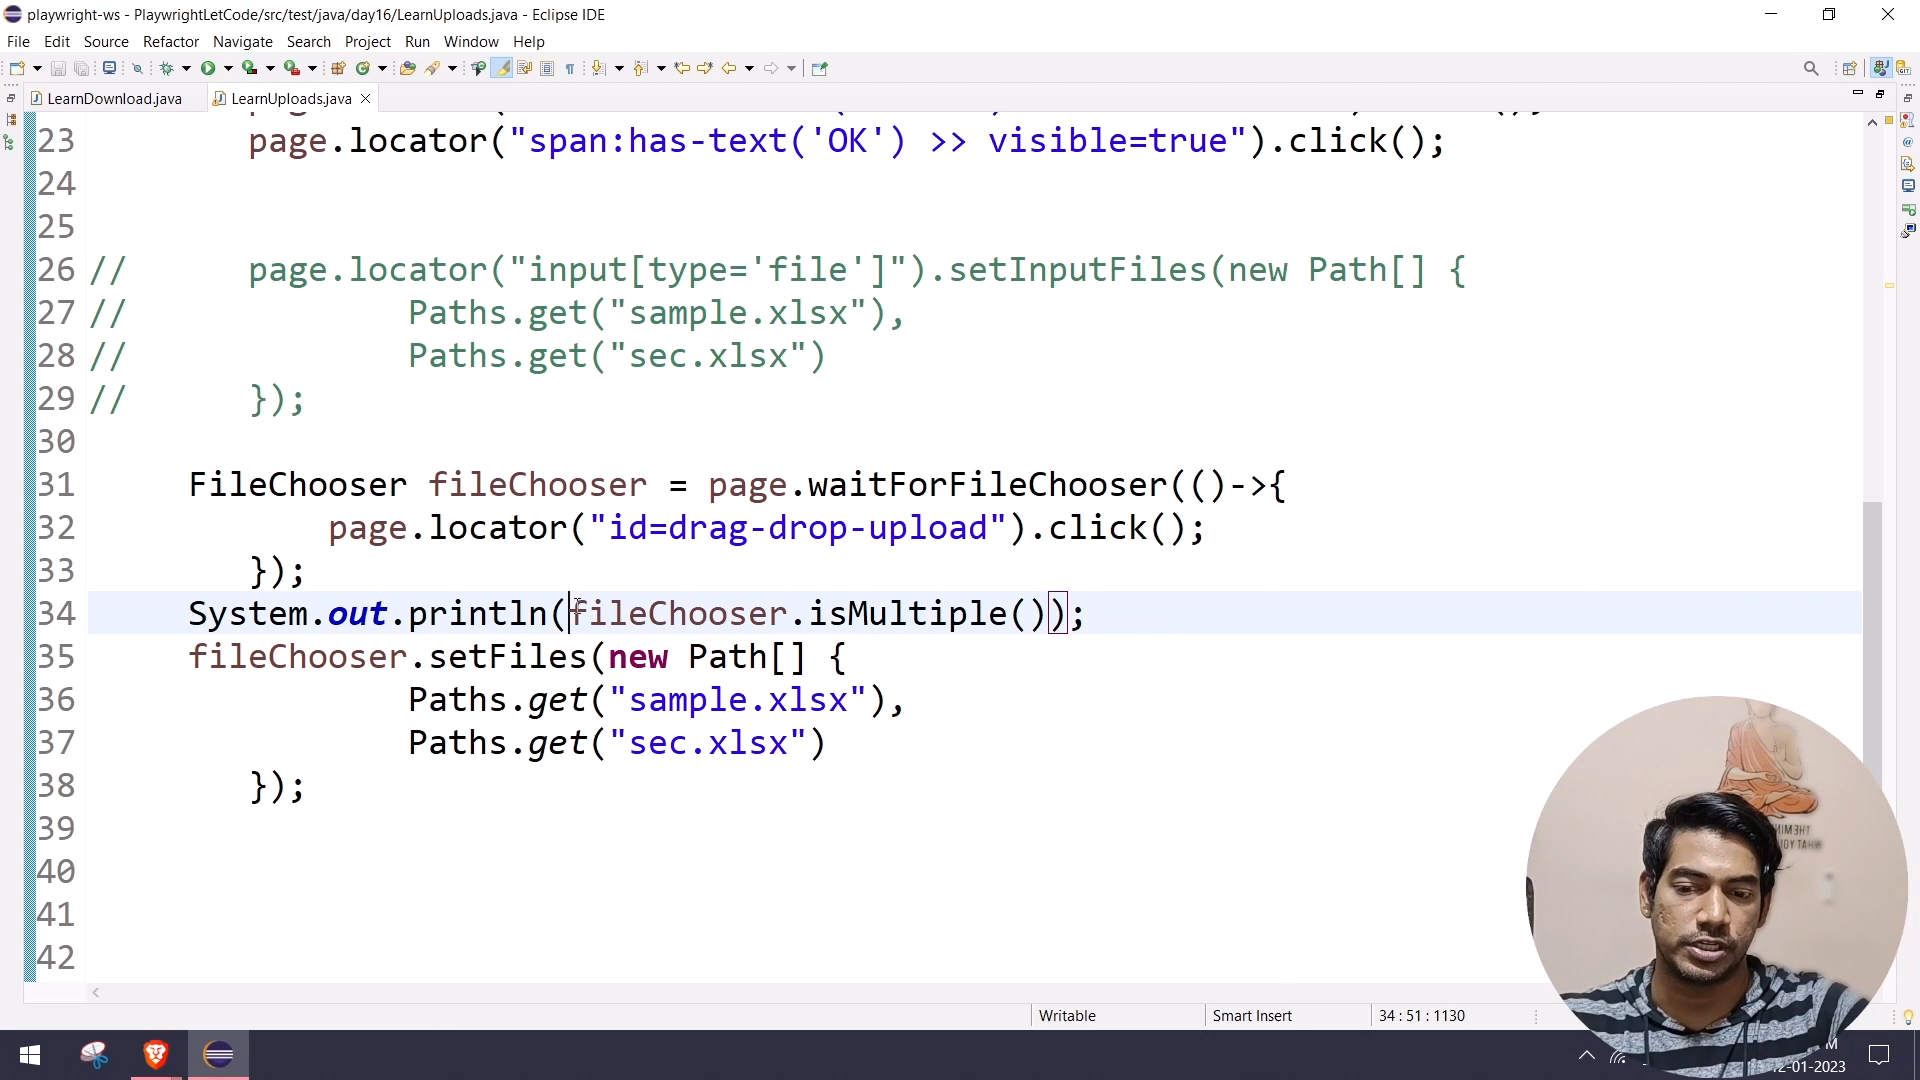 playwright-ws - PlaywrightLetCode/src/test/java/day16/LearnUploads.java - Eclipse IDE
File Edit Source Refactor Navigate Search Project Run Window Help
LearnDownload.java LearnUploads.java
23 page.locator("span:has-text('OK') >> visible=true").click();
24
25
26 // page.locator("input[type='file']").setInputFiles(new Path[] {
27 // Paths.get("sample.xlsx"),
28 // Paths.get("sec.xlsx")
29 // });
30
31 FileChooser fileChooser = page.waitForFileChooser(()->{
32 page.locator("id=drag-drop-upload").click();
33 });
34 System.out.println(fileChooser.isMultiple());
35 fileChooser.setFiles(new Path[] {
36 Paths.get("sample.xlsx"),
37 Paths.get("sec.xlsx")
38 });
39
40
41
42
Writable Smart Insert 34 : 51 : 1130
2-01-2023